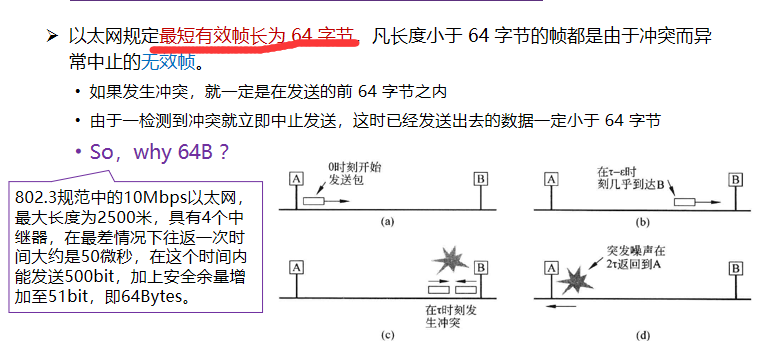 ➢ 以太网规定最短有效帧长为 64 字节，凡长度小于 64 字节的帧都是由于冲突而异
常中止的无效帧。
• 如果发生冲突，就一定是在发送的前 64 字节之内
• 由于一检测到冲突就立即中止发送，这时已经发送出去的数据一定小于 64 字节
• So，why 64B？
802.3规范中的10Mbps以太网，
最大长度为2500米，具有4个中
继器，在最差情况下往返一次时
间大约是50微秒，在这个时间内
能发送500bit，加上安全余量增
加至51bit，即64Bytes。
A
0时刻开始
发送包
B
(a)
A
在τ−ε时
刻几乎到达B
B
(b)
A
B
在τ时刻发
生冲突
(c)
A
突发噪声在
2τ返回到A
B
(d)